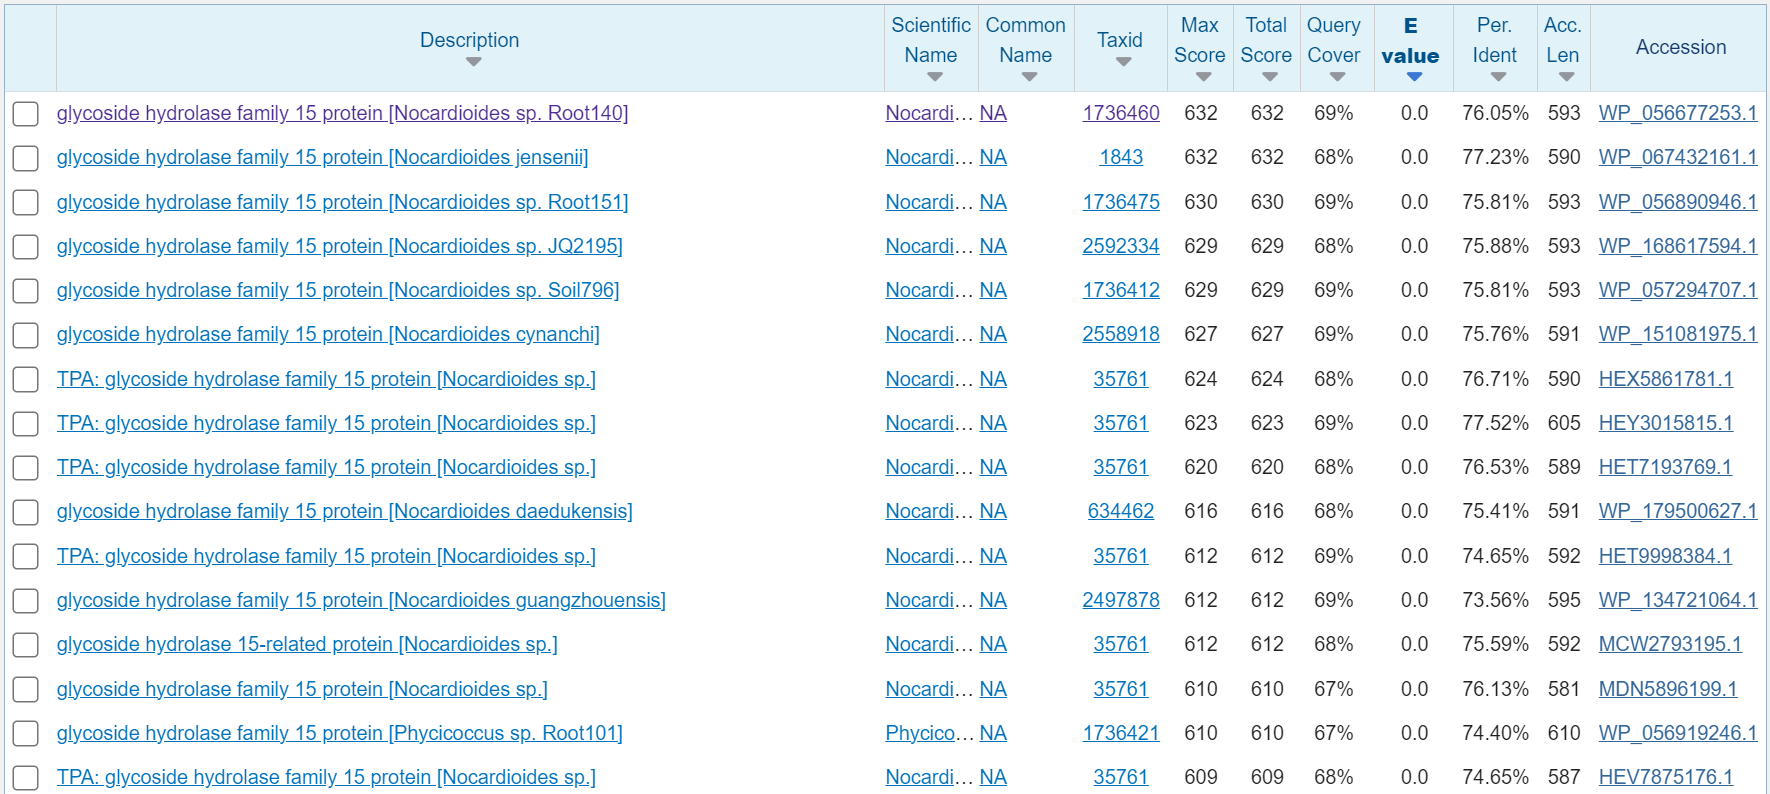 Description Scientific Name Common Name Taxid Max Score Total Score Query Cover E value Per. Ident Acc. Len Accession
glycoside hydrolase family 15 protein [Nocardioides sp. Root140] Nocardi... NA 1736460 632 632 69% 0.0 76.05% 593 WP_056677253.1
glycoside hydrolase family 15 protein [Nocardioides jensenii] Nocardi... NA 1843 632 632 68% 0.0 77.23% 590 WP_067432161.1
glycoside hydrolase family 15 protein [Nocardioides sp. Root151] Nocardi... NA 1736475 630 630 69% 0.0 75.81% 593 WP_056890946.1
glycoside hydrolase family 15 protein [Nocardioides sp. JQ2195] Nocardi... NA 2592334 629 629 68% 0.0 75.88% 593 WP_168617594.1
glycoside hydrolase family 15 protein [Nocardioides sp. Soil796] Nocardi... NA 1736412 629 629 69% 0.0 75.81% 593 WP_057294707.1
glycoside hydrolase family 15 protein [Nocardioides cynanchi] Nocardi... NA 2558918 627 627 69% 0.0 75.76% 591 WP_151081975.1
TPA: glycoside hydrolase family 15 protein [Nocardioides sp.] Nocardi... NA 35761 624 624 68% 0.0 76.71% 590 HEX5861781.1
TPA: glycoside hydrolase family 15 protein [Nocardioides sp.] Nocardi... NA 35761 623 623 69% 0.0 77.52% 605 HEY3015815.1
TPA: glycoside hydrolase family 15 protein [Nocardioides sp.] Nocardi... NA 35761 620 620 68% 0.0 76.53% 589 HET7193769.1
glycoside hydrolase family 15 protein [Nocardioides daedukensis] Nocardi... NA 634462 616 616 68% 0.0 75.41% 591 WP_179500627.1
TPA: glycoside hydrolase family 15 protein [Nocardioides sp.] Nocardi... NA 35761 612 612 69% 0.0 74.65% 592 HET9998384.1
glycoside hydrolase family 15 protein [Nocardioides guangzhouensis] Nocardi... NA 2497878 612 612 69% 0.0 73.56% 595 WP_134721064.1
glycoside hydrolase 15-related protein [Nocardioides sp.] Nocardi... NA 35761 612 612 68% 0.0 75.59% 592 MCW2793195.1
glycoside hydrolase family 15 protein [Nocardioides sp.] Nocardi... NA 35761 610 610 67% 0.0 76.13% 581 MDN5896199.1
glycoside hydrolase family 15 protein [Phycicoccus sp. Root101] Phycico... NA 1736421 610 610 67% 0.0 74.40% 610 WP_056919246.1
TPA: glycoside hydrolase family 15 protein [Nocardioides sp.] Nocardi... NA 35761 609 609 68% 0.0 74.65% 587 HEV7875176.1